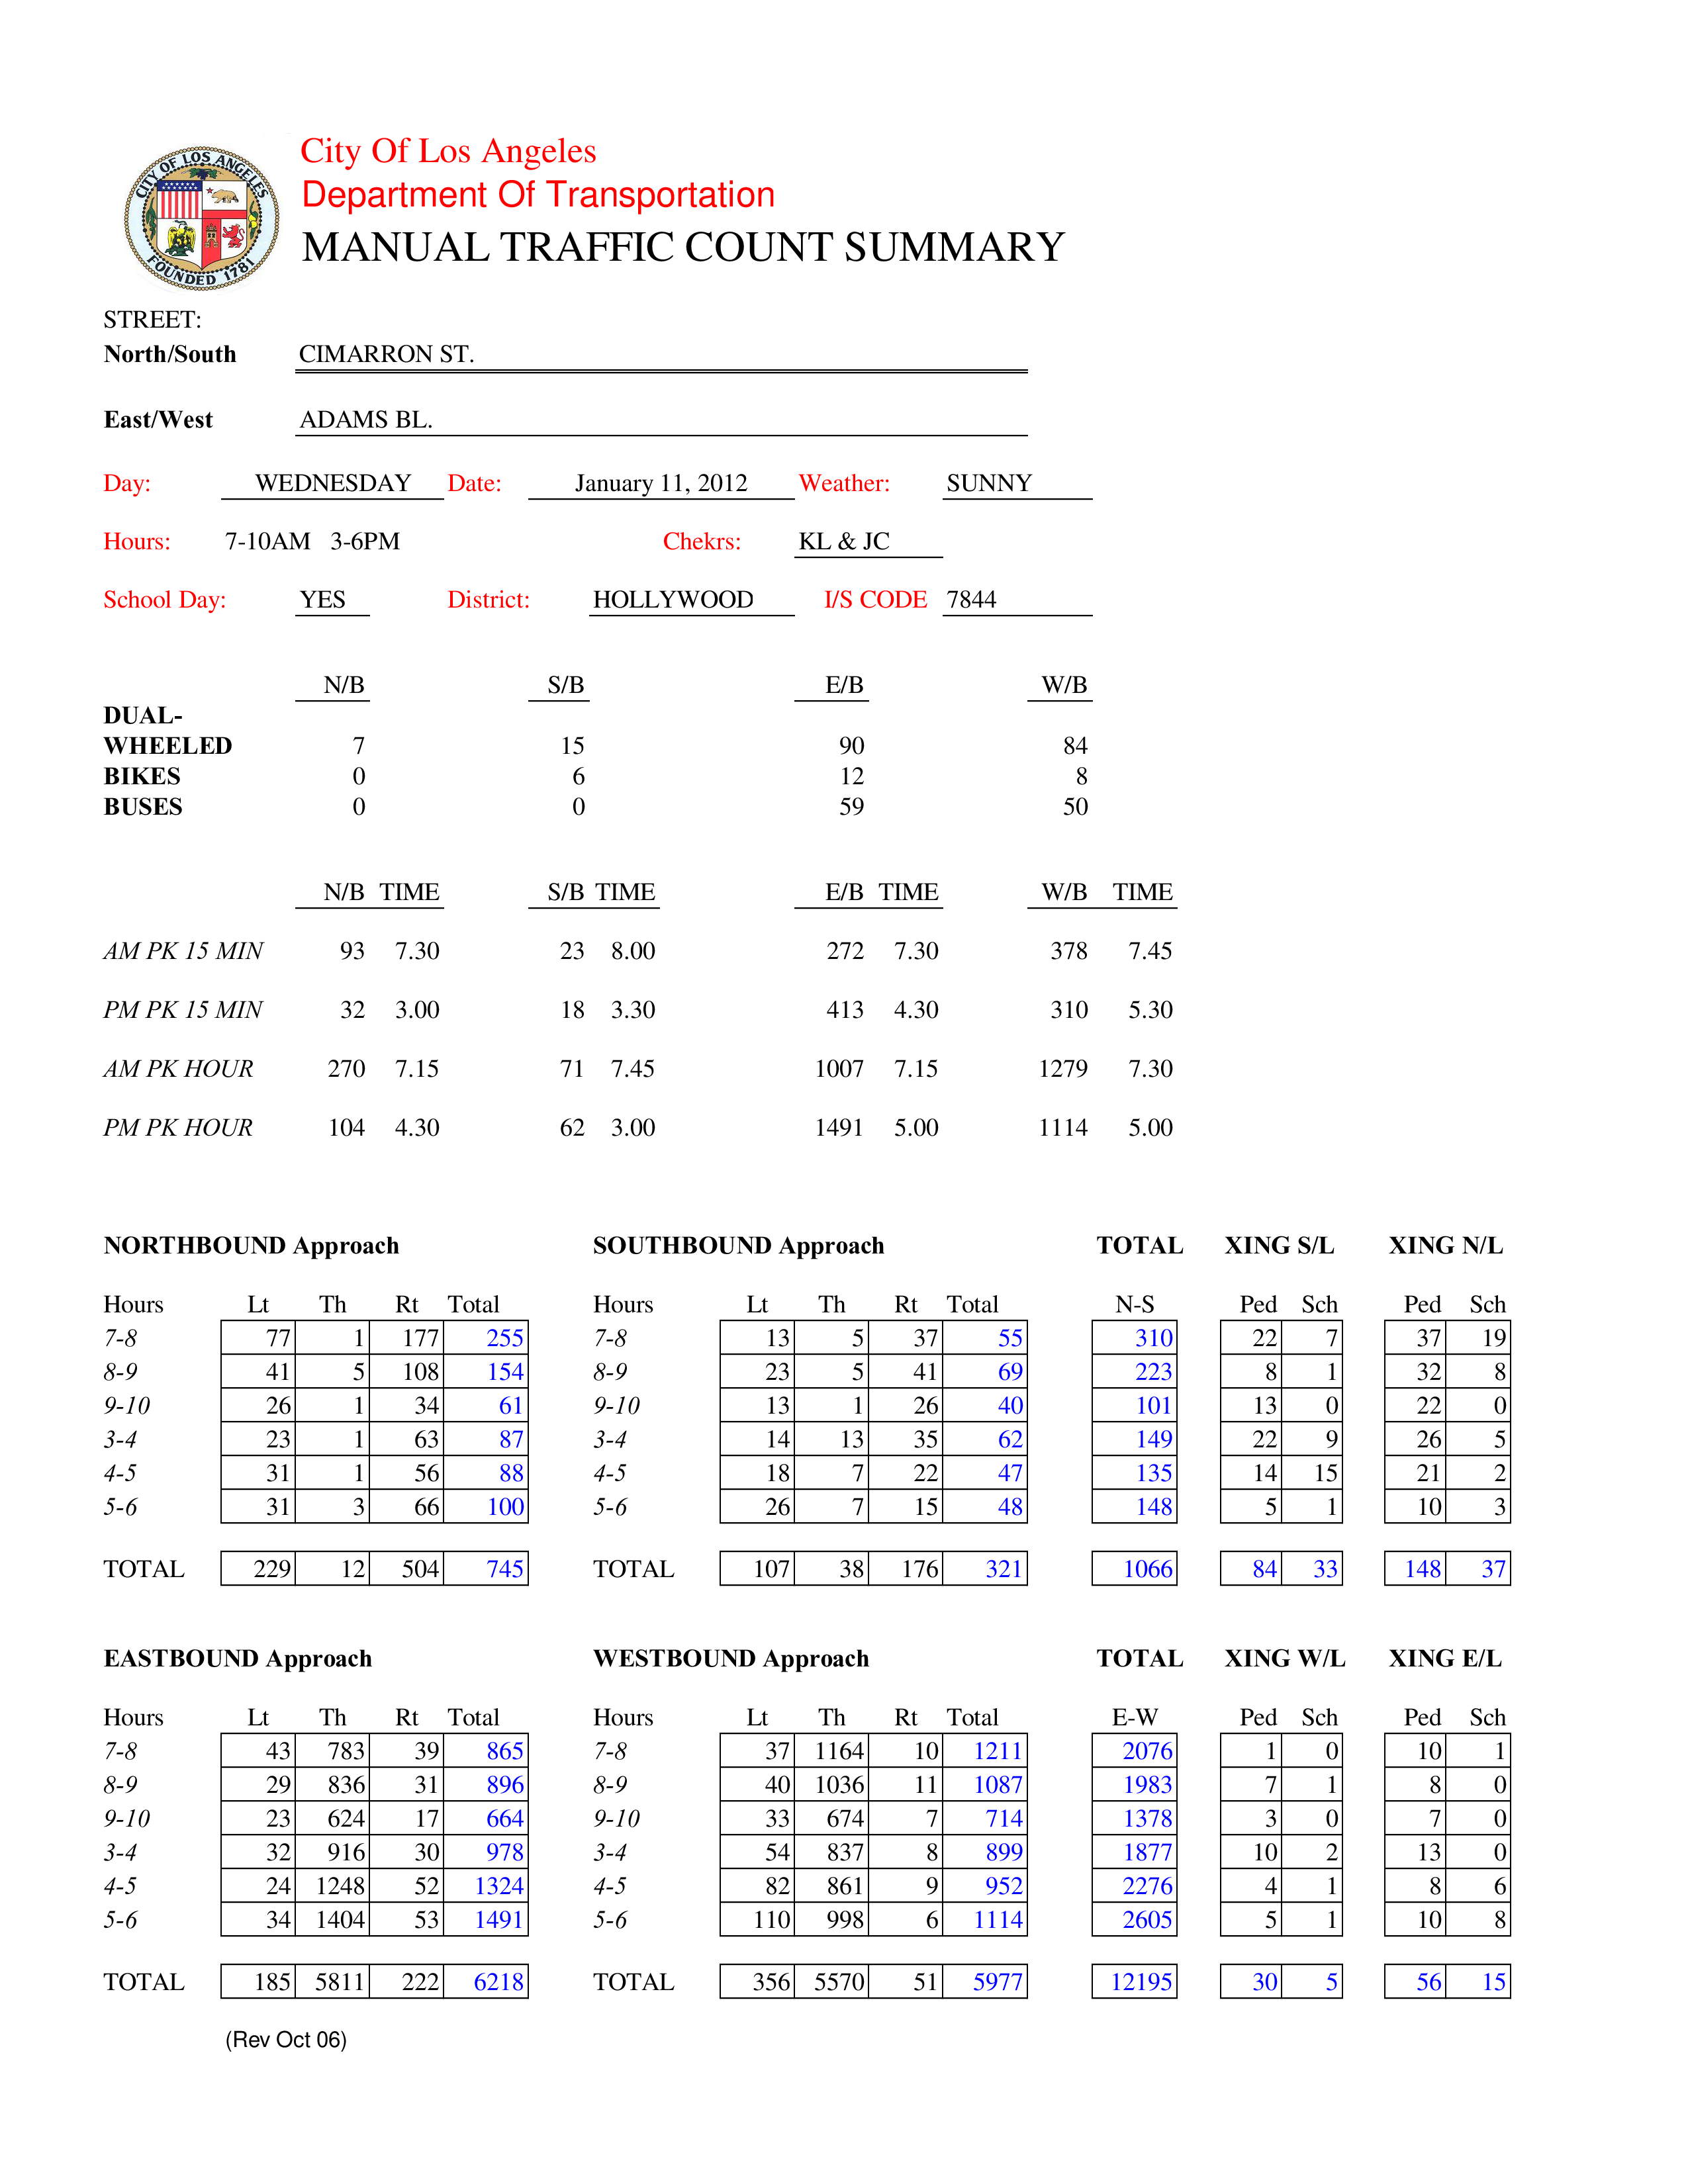 CITY OF LOS ANGELES
FOUNDED 1781
City Of Los Angeles
Department Of Transportation
MANUAL TRAFFIC COUNT SUMMARY
STREET:
North/South CIMARRON ST.
East/West ADAMS BL.
Day: WEDNESDAY Date: January 11, 2012 Weather: SUNNY
Hours: 7-10AM 3-6PM Chekrs: KL & JC
School Day: YES District: HOLLYWOOD I/S CODE 7844
N/B S/B E/B W/B
DUAL-
WHEELED 7 15 90 84
BIKES 0 6 12 8
BUSES 0 0 59 50
N/B TIME S/B TIME E/B TIME W/B TIME
AM PK 15 MIN 93 7.30 23 8.00 272 7.30 378 7.45
PM PK 15 MIN 32 3.00 18 3.30 413 4.30 310 5.30
AM PK HOUR 270 7.15 71 7.45 1007 7.15 1279 7.30
PM PK HOUR 104 4.30 62 3.00 1491 5.00 1114 5.00
NORTHBOUND Approach SOUTHBOUND Approach TOTAL XING S/L XING N/L
Hours Lt Th Rt Total Hours Lt Th Rt Total N-S Ped Sch Ped Sch
7-8 77 1 177 255 7-8 13 5 37 55 310 22 7 37 19
8-9 41 5 108 154 8-9 23 5 41 69 223 8 1 32 8
9-10 26 1 34 61 9-10 13 1 26 40 101 13 0 22 0
3-4 23 1 63 87 3-4 14 13 35 62 149 22 9 26 5
4-5 31 1 56 88 4-5 18 7 22 47 135 14 15 21 2
5-6 31 3 66 100 5-6 26 7 15 48 148 5 1 10 3
TOTAL 229 12 504 745 TOTAL 107 38 176 321 1066 84 33 148 37
EASTBOUND Approach WESTBOUND Approach TOTAL XING W/L XING E/L
Hours Lt Th Rt Total Hours Lt Th Rt Total E-W Ped Sch Ped Sch
7-8 43 783 39 865 7-8 37 1164 10 1211 2076 1 0 10 1
8-9 29 836 31 896 8-9 40 1036 11 1087 1983 7 1 8 0
9-10 23 624 17 664 9-10 33 674 7 714 1378 3 0 7 0
3-4 32 916 30 978 3-4 54 837 8 899 1877 10 2 13 0
4-5 24 1248 52 1324 4-5 82 861 9 952 2276 4 1 8 6
5-6 34 1404 53 1491 5-6 110 998 6 1114 2605 5 1 10 8
TOTAL 185 5811 222 6218 TOTAL 356 5570 51 5977 12195 30 5 56 15
(Rev Oct 06)